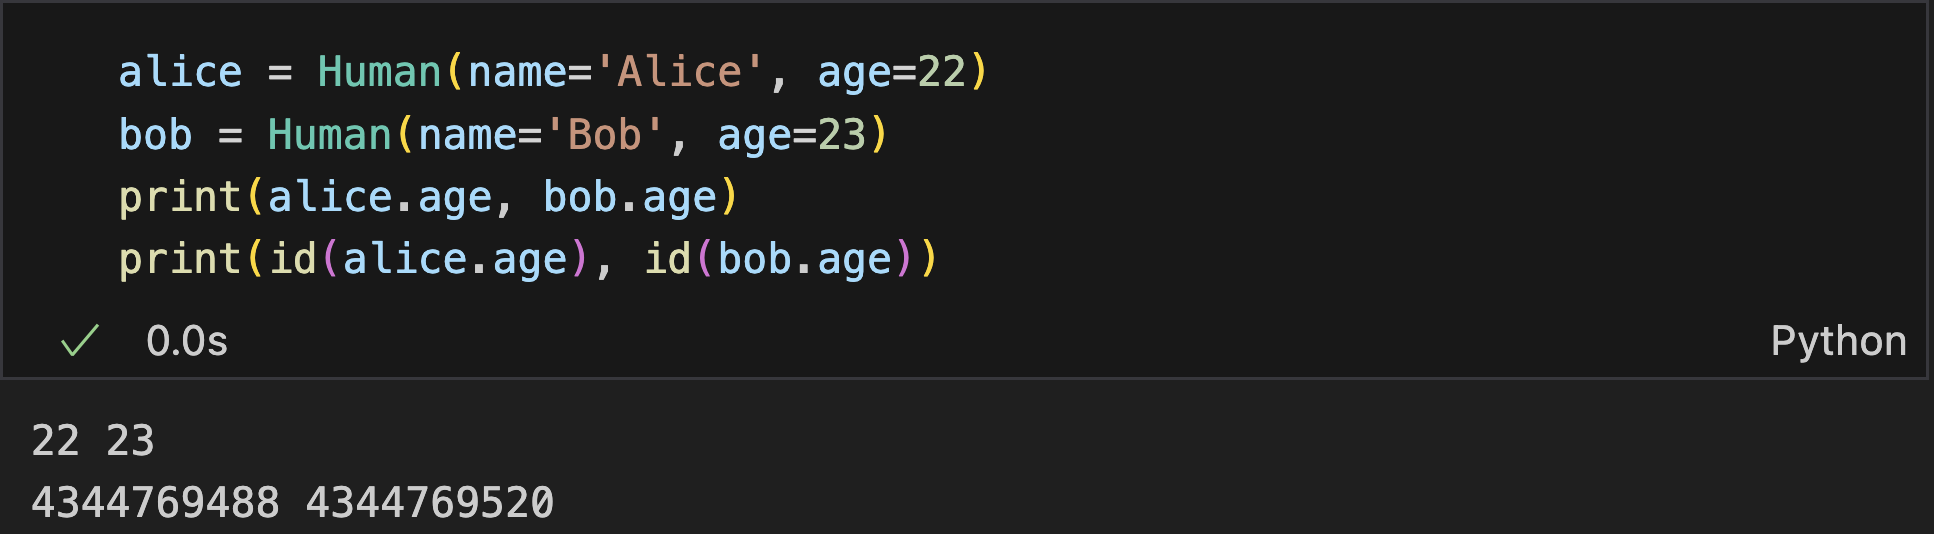 alice = Human(name='Alice', age=22)
bob = Human(name='Bob', age=23)
print(alice.age, bob.age)
print(id(alice.age), id(bob.age))
0.0s Python
22 23
4344769488 4344769520